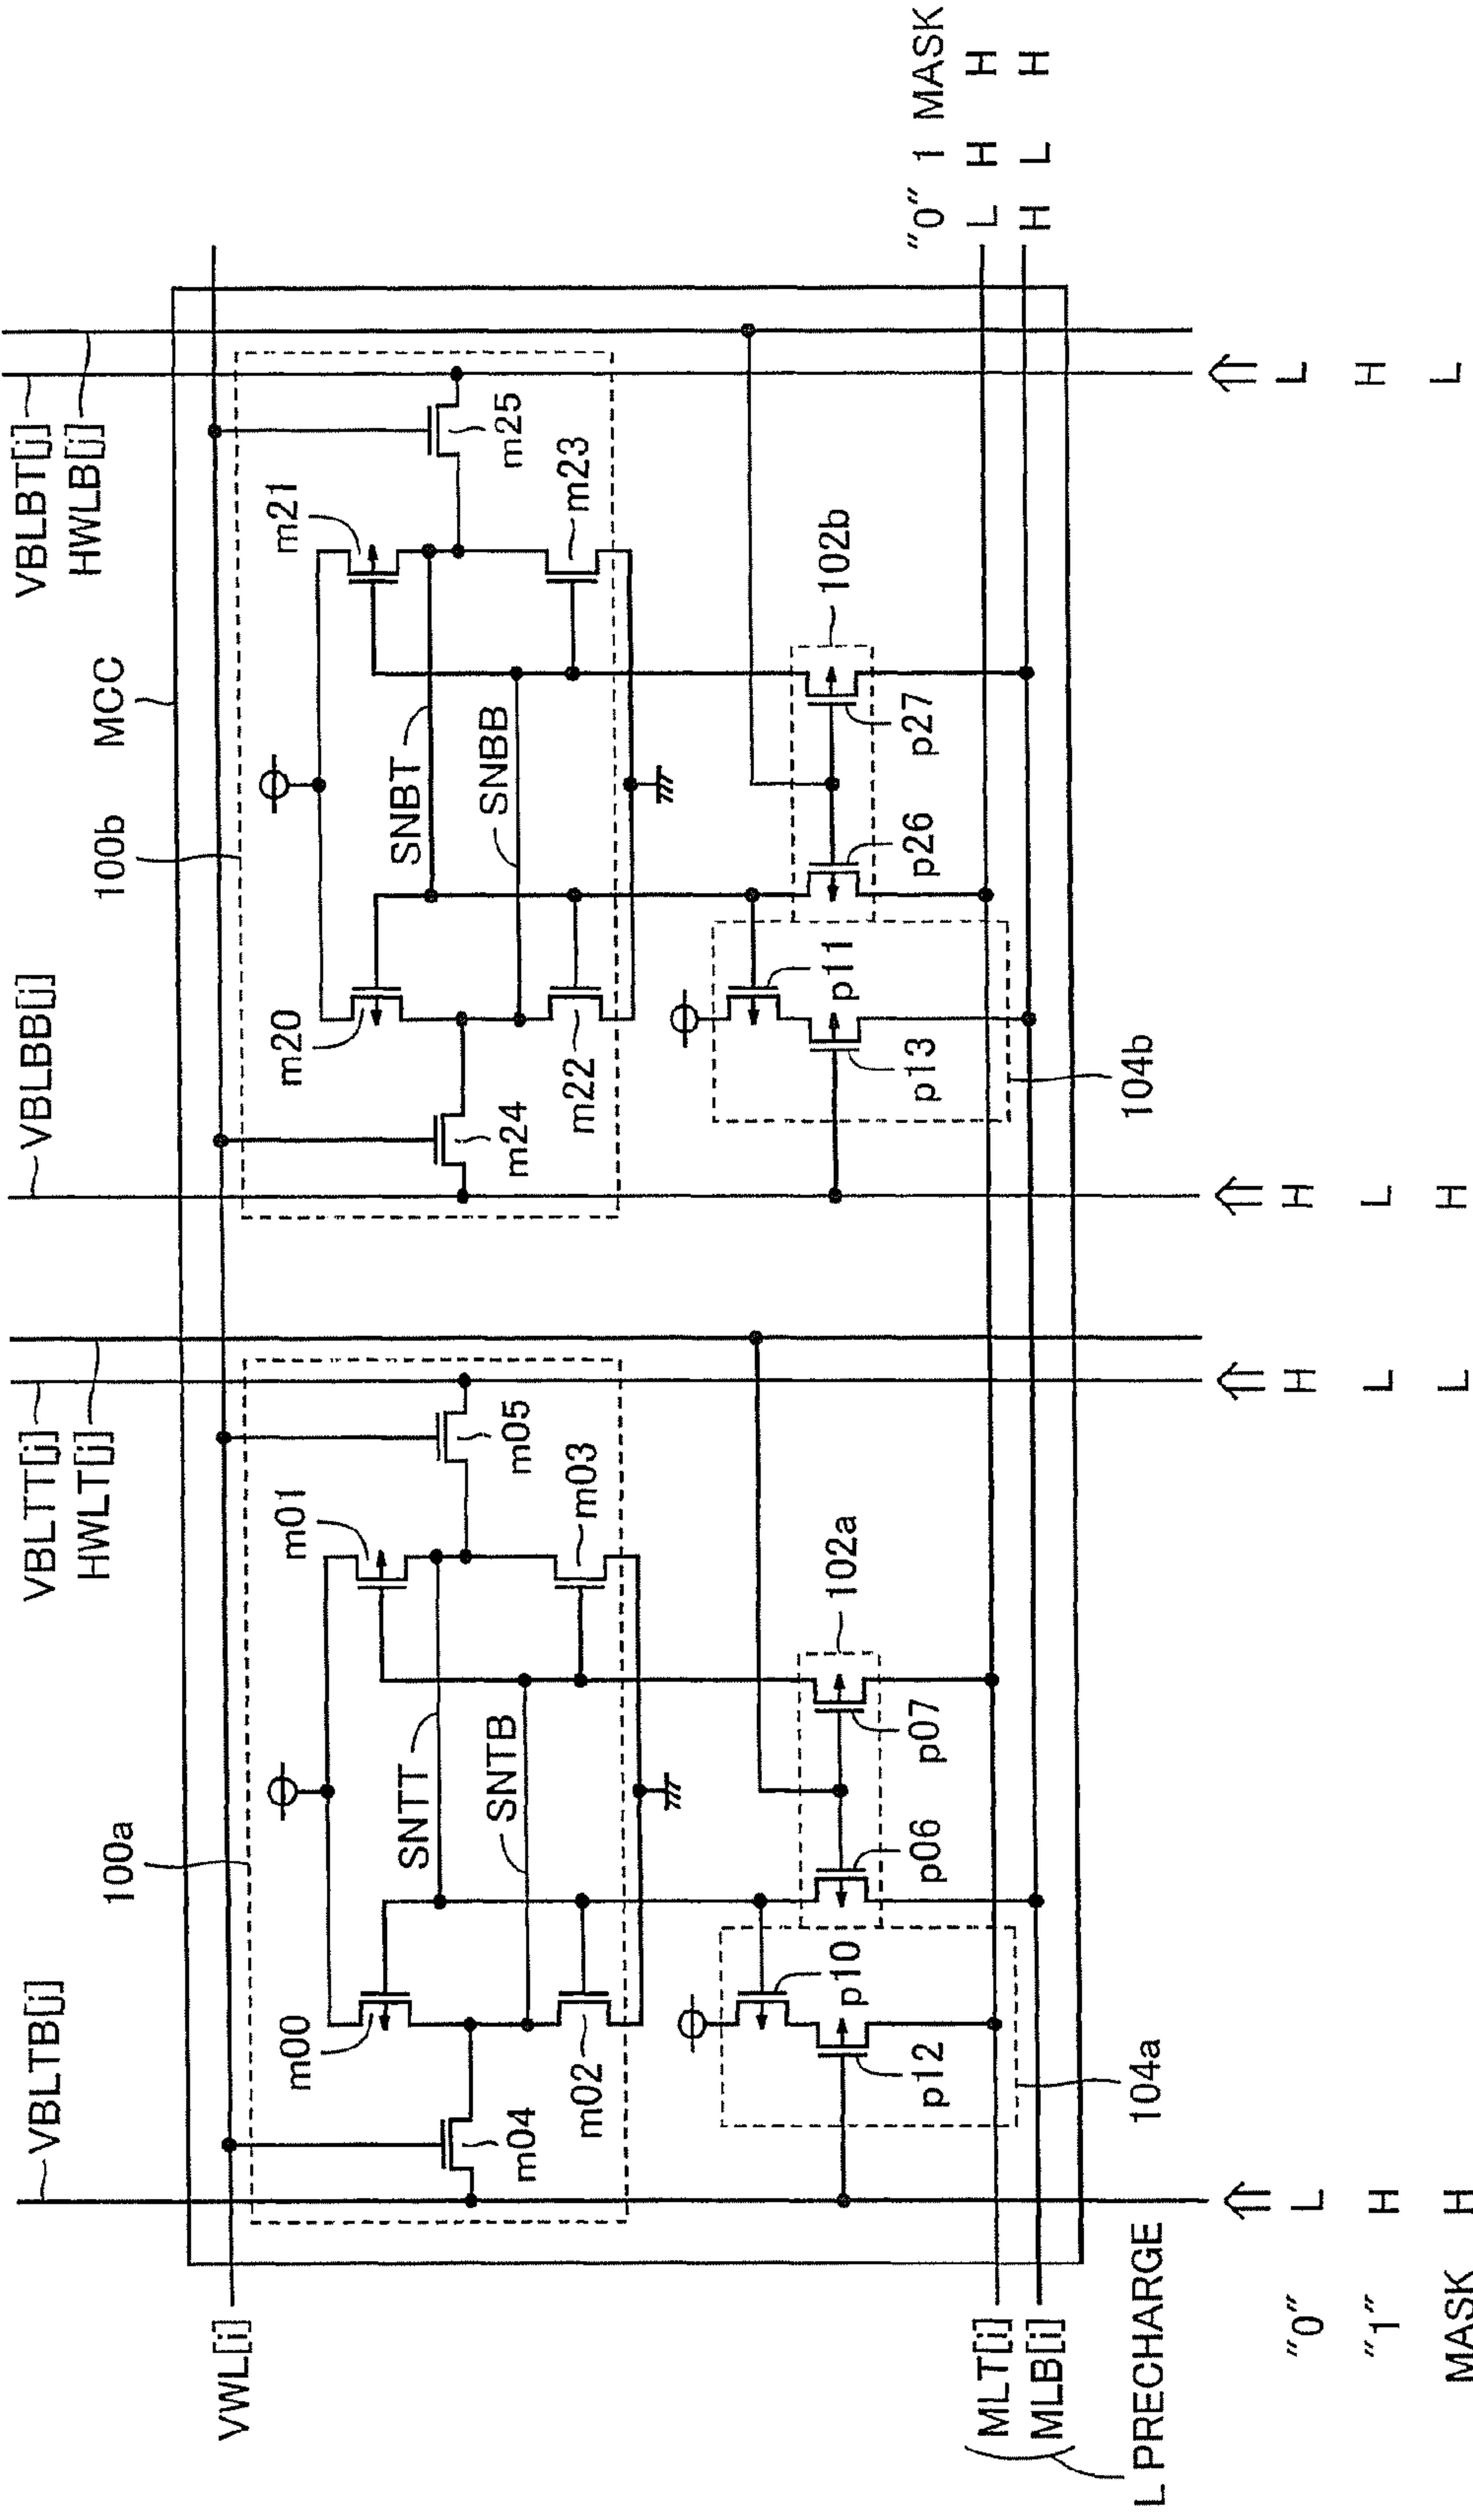 VBLTB[j]
VBLTT[j]
HWLT[j]
VBLBB[j]
VBLBT[j]
HWLB[j]
100a
100b
MCC
VWL[i]
m00
m01
m20
m21
SNTT
SNTB
SNBT
SNBB
m04
m02
m03
m05
m24
m22
m23
m25
p10
p12
p06
p07
102a
p11
p13
p26
p27
102b
"0" 1 MASK
MLT[i] L H H
MLB[i] H L H
L PRECHARGE
104a
104b
"0" L H H L
"1" H L L H
MASK H L H L